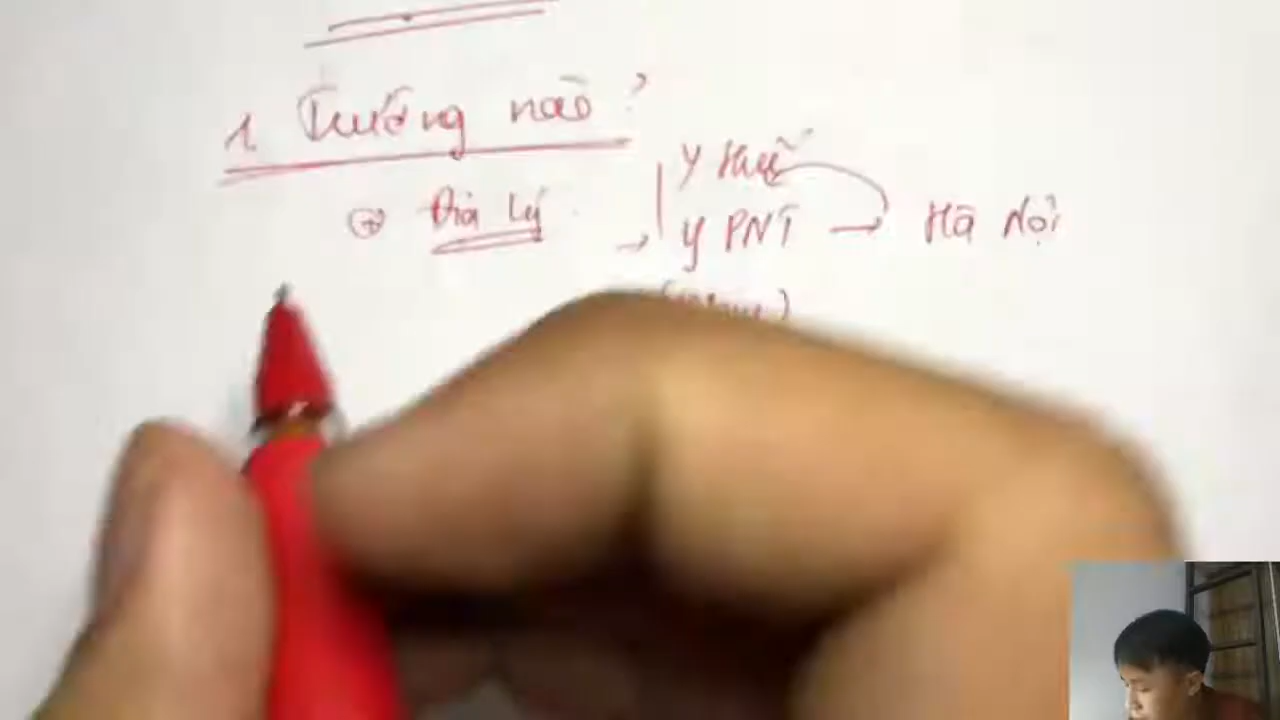 1. Trường nào?
⊕ Địa lý
Y Huế
→ Y PNT → Hà Nội